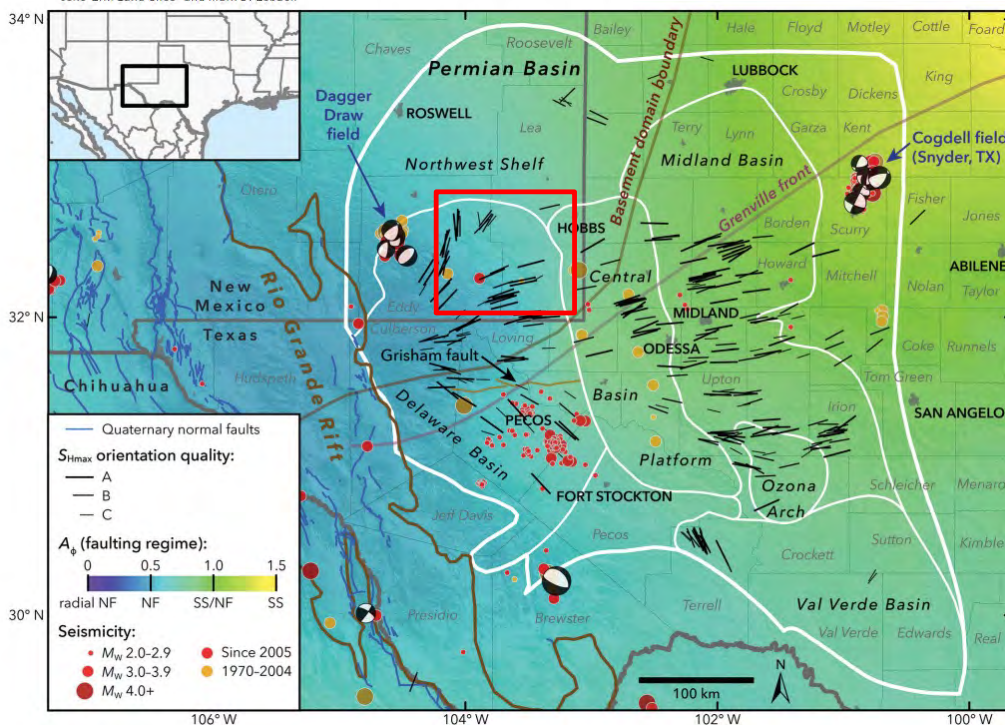 34° N
Chaves
Roosevelt
Bailey
Hale
Floyd
Motley
Cottle
Foard
Permian Basin
Basement domain boundary
LUBBOCK
King
Crosby
Dickens
Dagger
Draw
field
ROSWELL
Lea
Terry
Lynn
Garza
Kent
Cogdell field
(Snyder, TX)
Northwest Shelf
Midland Basin
Grenville front
Otero
HOBBS
Borden
Scurry
Fisher
Jones
Central
Howard
Mitchell
ABILENE
Nolan
Taylor
New
Mexico
Texas
Eddy
Culberson
Loving
MIDLAND
32° N
Rio Grande Rift
Grisham fault
ODESSA
Coke
Runnels
Chihuahua
Hudspeth
Basin
Upton
Tom Green
Irion
SAN ANGELO
Delaware
Basin
PECOS
Platform
Quaternary normal faults
SHmax orientation quality:
A
B
C
FORT STOCKTON
Ozona
Arch
Schleicher
Menard
Jeff Davis
Pecos
Crockett
Sutton
Kimble
Aϕ (faulting regime):
0 0.5 1.0 1.5
radial NF NF SS/NF SS
Seismicity:
Mw 2.0-2.9
Since 2005
Mw 3.0-3.9
1970-2004
Mw 4.0+
30° N
Presidio
Brewster
Terrell
Val Verde Basin
Val Verde
Edwards
Real
N
100 km
106°W
104°W
102°W
100°W